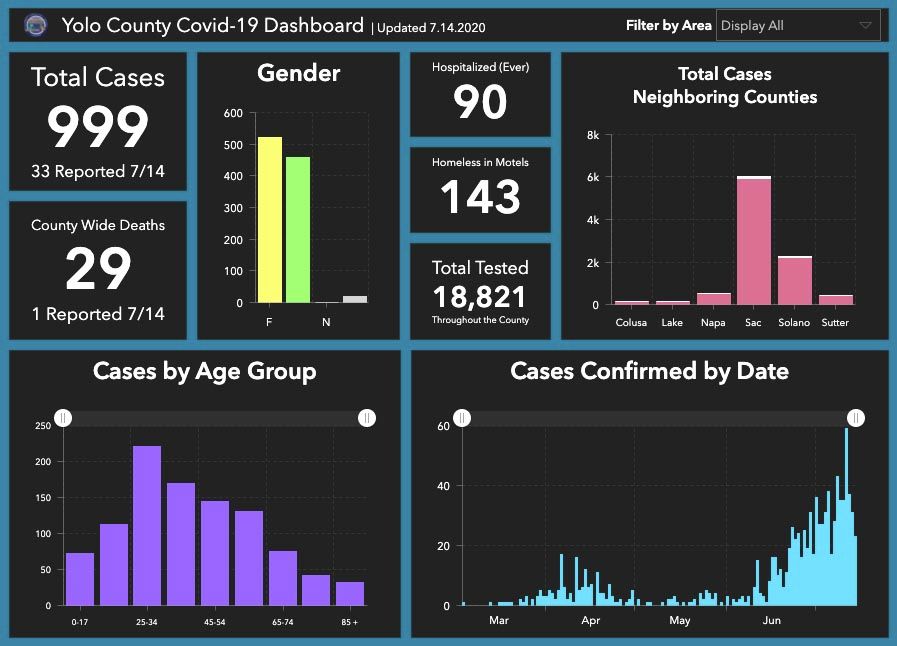 Yolo County Covid-19 Dashboard | Updated 7.14.2020
Filter by Area Display All
Total Cases
999
33 Reported 7/14
County Wide Deaths
29
1 Reported 7/14
Gender
600
500
400
300
200
100
0
F N
Hospitalized (Ever)
90
Homeless in Motels
143
Total Tested
18,821
Throughout the County
Total Cases
Neighboring Counties
8k
6k
4k
2k
0
Colusa Lake Napa Sac Solano Sutter
Cases by Age Group
250
200
150
100
50
0
0-17 25-34 45-54 65-74 85 +
Cases Confirmed by Date
60
40
20
0
Mar Apr May Jun